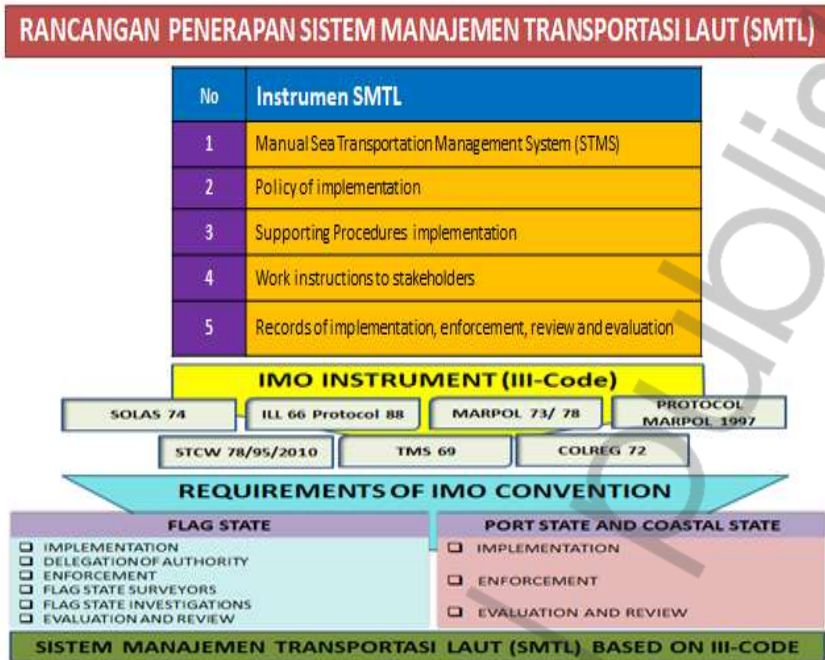 RANCANGAN PENERAPAN SISTEM MANAJEMEN TRANSPORTASI LAUT (SMTL)
No Instrumen SMTL
1 Manual Sea Transportation Management System (STMS)
2 Policy of implementation
3 Supporting Procedures implementation
4 Work instructions to stakeholders
5 Records of implementation, enforcement, review and evaluation
IMO INSTRUMENT (III-Code)
SOLAS 74
ILL 66 Protocol 88
MARPOL 73/ 78
PROTOCOL
MARPOL 1997
STCW 78/95/2010
TMS 69
COLREG 72
REQUIREMENTS OF IMO CONVENTION
FLAG STATE
IMPLEMENTATION
DELEGATION OF AUTHORITY
ENFORCEMENT
FLAG STATE SURVEYORS
FLAG STATE INVESTIGATIONS
EVALUATION AND REVIEW
PORT STATE AND COASTAL STATE
IMPLEMENTATION
ENFORCEMENT
EVALUATION AND REVIEW
SISTEM MANAJEMEN TRANSPORTASI LAUT (SMTL) BASED ON III-CODE